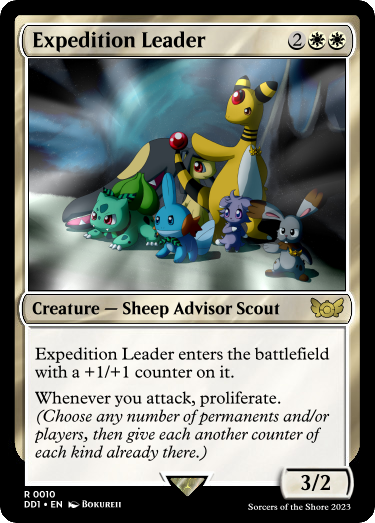 Expedition Leader 2
Creature — Sheep Advisor Scout
Expedition Leader enters the battlefield
with a +1/+1 counter on it.
Whenever you attack, proliferate.
(Choose any number of permanents and/or
players, then give each another counter of
each kind already there.)
3/2
R 0010
DD1 • EN Bokureii
Sorcers of the Shore 2023